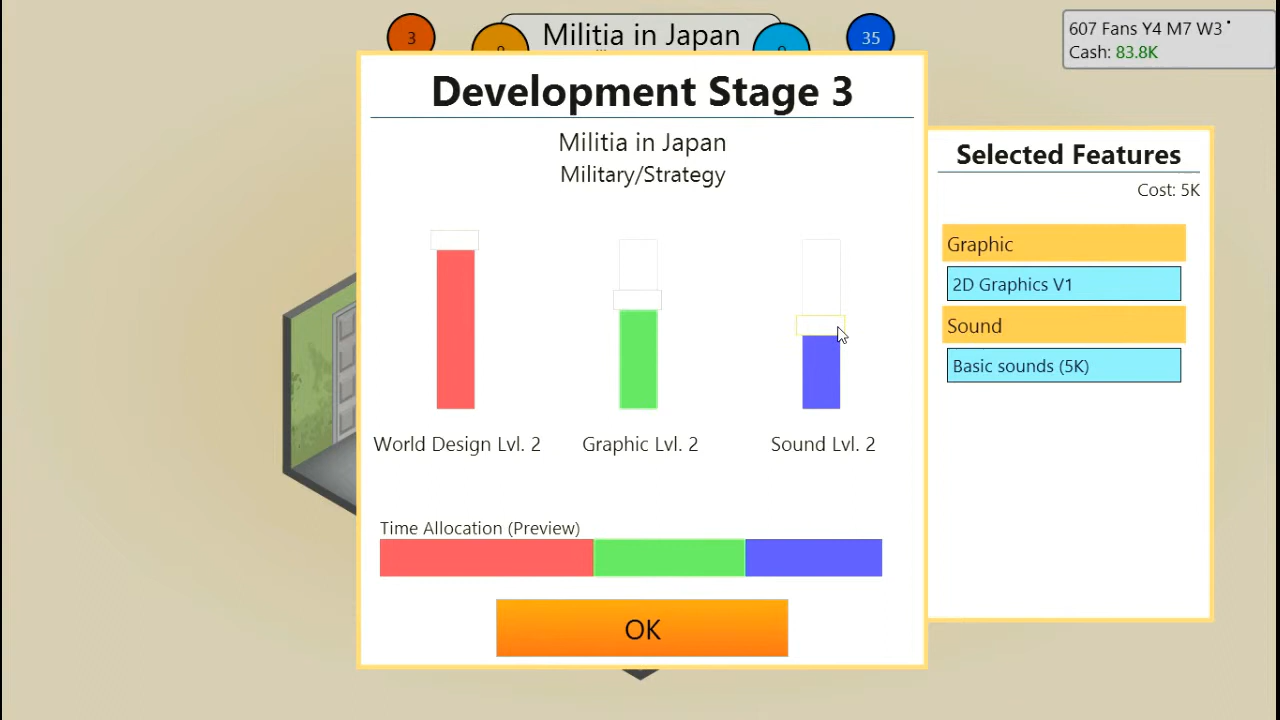 3
Militia in Japan
35
607 Fans Y4 M7 W3
Cash: 83.8K
Development Stage 3
Militia in Japan
Military/Strategy
World Design Lvl. 2
Graphic Lvl. 2
Sound Lvl. 2
Time Allocation (Preview)
OK
Selected Features
Cost: 5K
Graphic
2D Graphics V1
Sound
Basic sounds (5K)